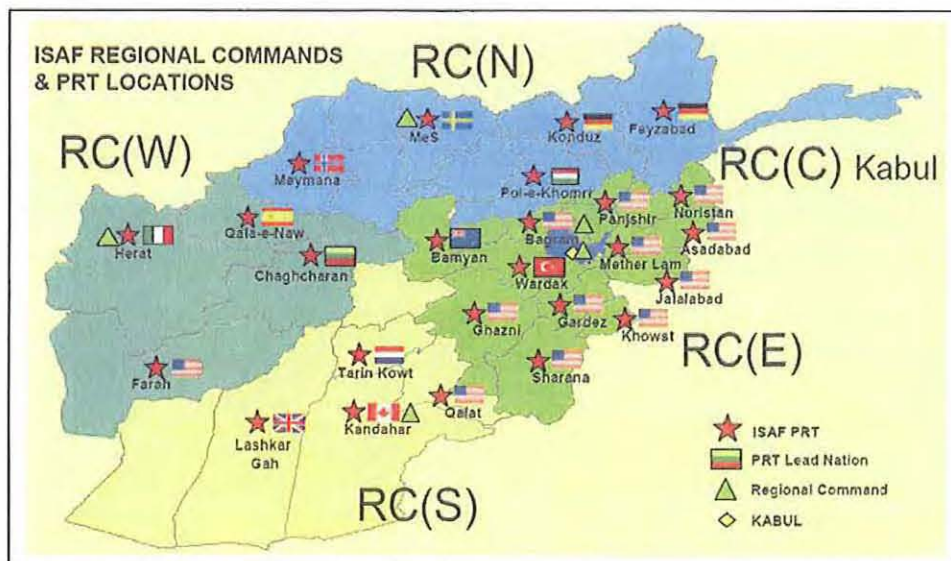 ISAF REGIONAL COMMANDS
& PRT LOCATIONS
RC(N)
RC(W)
RC(C) Kabul
MeS
Konduz
Feyzabad
Meymana
Pol-e-Khomri
Panjshir
Noristan
Herat
Qala-e-Naw
Chaghcharan
Bamyan
Bagram
Mether Lam
Asadabad
Wardak
Jalalabad
Ghazni
Gardez
Khowst
RC(E)
Farah
Tarin Kowt
Sharana
Qalat
Lashkar
Gah
Kandahar
RC(S)
ISAF PRT
PRT Lead Nation
Regional Command
KABUL